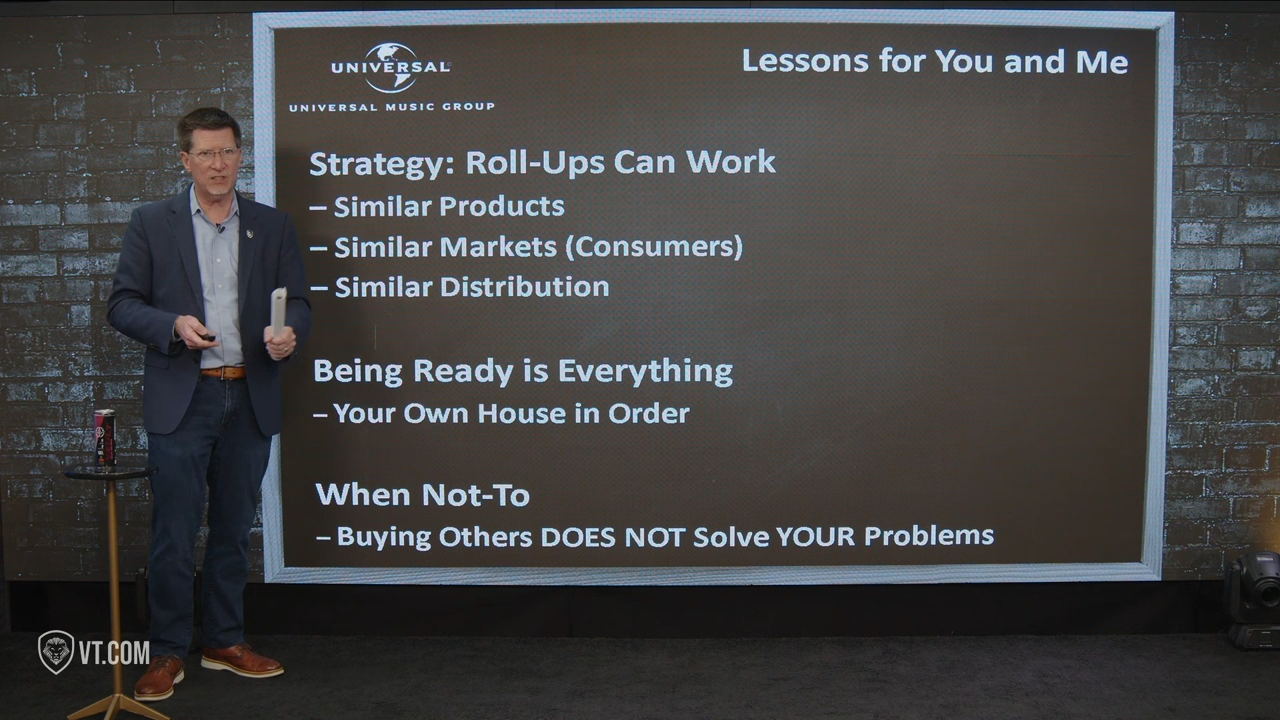 UNIVERSAL
UNIVERSAL MUSIC GROUP
Lessons for You and Me
Strategy: Roll-Ups Can Work
– Similar Products
– Similar Markets (Consumers)
– Similar Distribution
Being Ready is Everything
– Your Own House in Order
When Not-To
– Buying Others DOES NOT Solve YOUR Problems
VT.COM